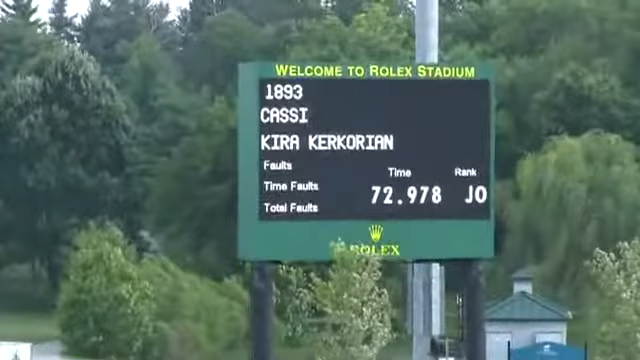 WELCOME TO ROLEX STADIUM
1893
CASSI
KIRA KERKORIAN
Faults
Time Rank
Time Faults
72.978 JO
Total Faults
ROLEX